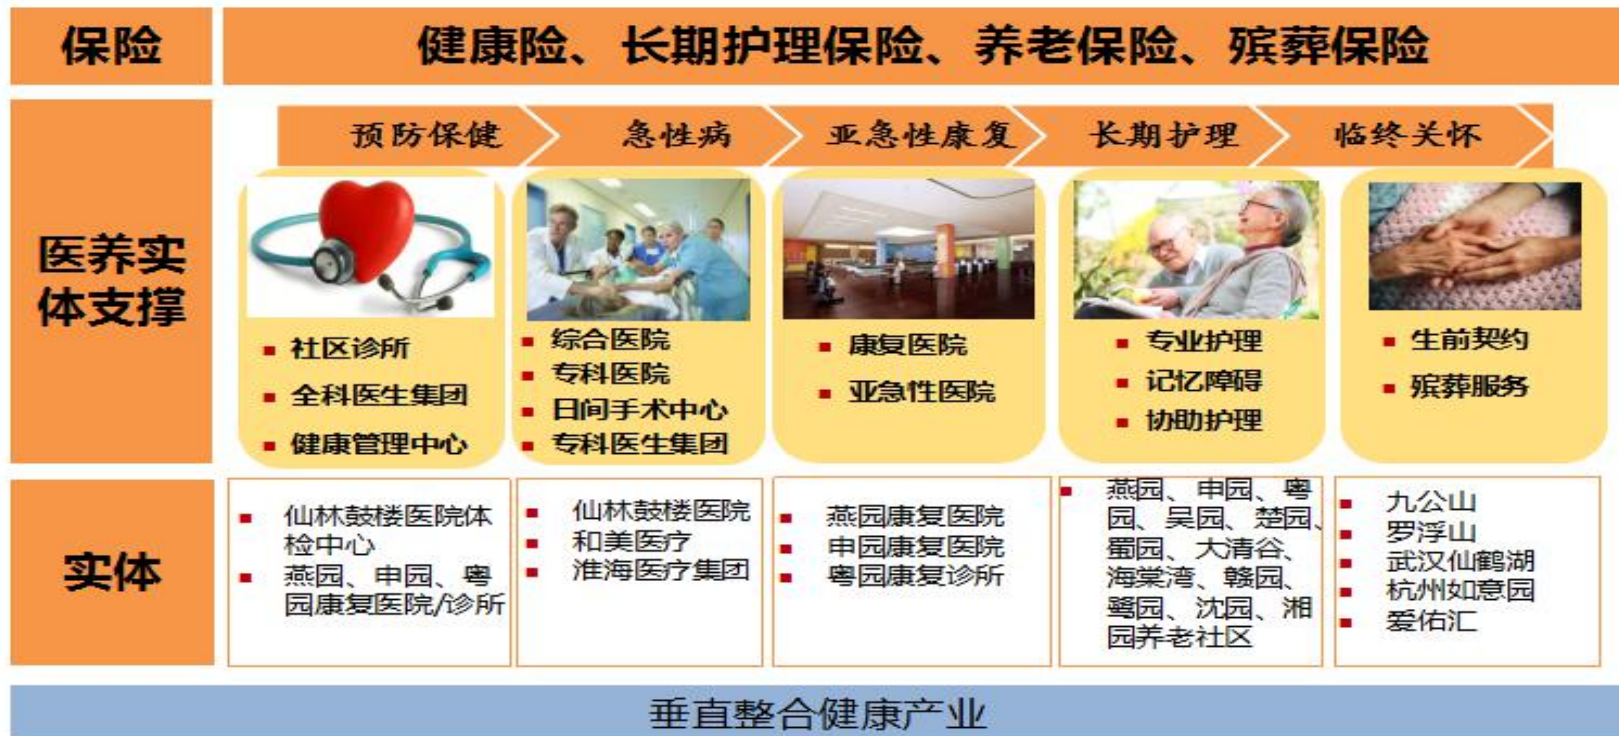 保险
健康险、长期护理保险、养老保险、殡葬保险
医养实
体支撑
预防保健
急性病
亚急性康复
长期护理
临终关怀
社区诊所
全科医生集团
健康管理中心
综合医院
专科医院
日间手术中心
专科医生集团
康复医院
亚急性医院
专业护理
记忆障碍
协助护理
生前契约
殡葬服务
实体
仙林鼓楼医院体
检中心
燕园、申园、粤
园康复医院/诊所
仙林鼓楼医院
和美医疗
淮海医疗集团
燕园康复医院
申园康复医院
粤园康复诊所
燕园、申园、粤
园、吴园、楚园、
蜀园、大清谷、
海棠湾、赣园、
鹭园、沈园、湘
园养老社区
九公山
罗浮山
武汉仙鹤湖
杭州如意园
爱佑汇
垂直整合健康产业